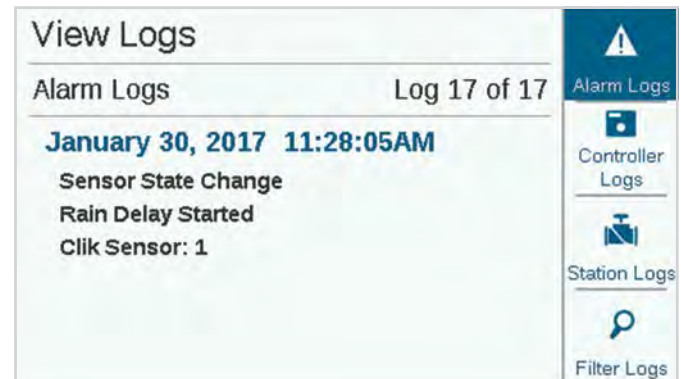 View Logs
Alarm Logs Log 17 of 17
January 30, 2017 11:28:05AM
Sensor State Change
Rain Delay Started
Clik Sensor: 1
Alarm Logs
Controller
Logs
Station Logs
Filter Logs